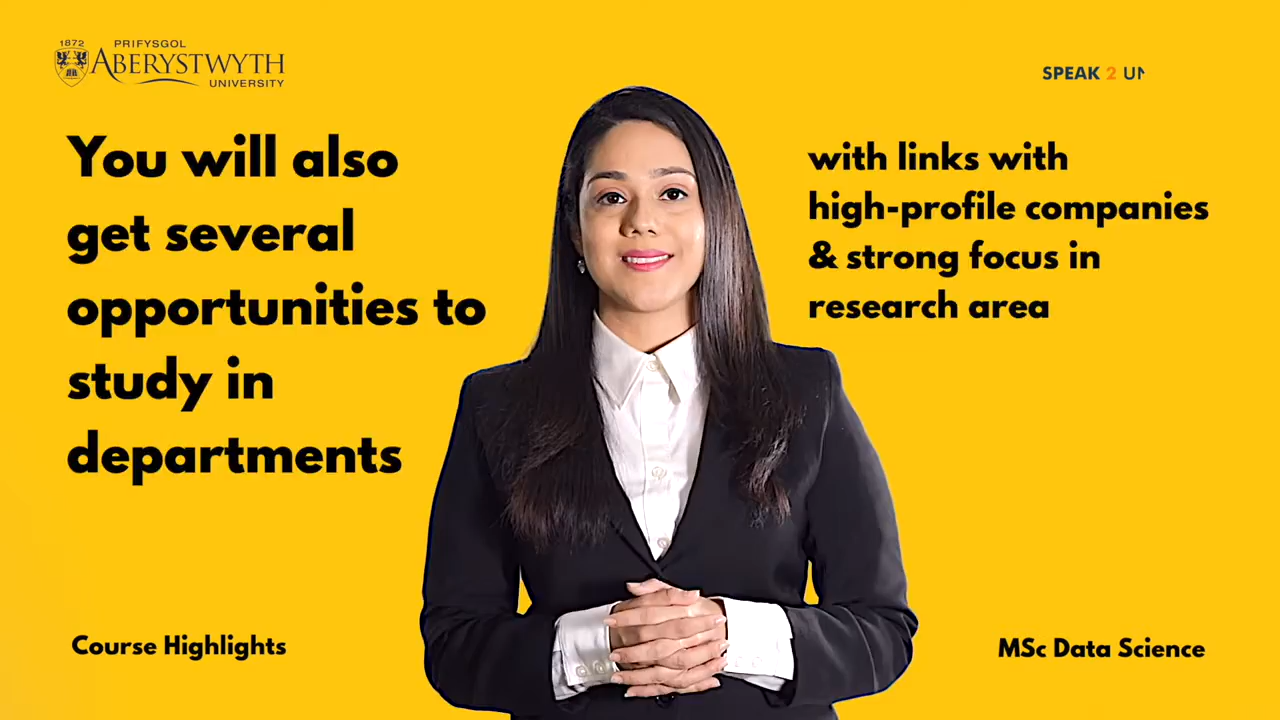 1872
PRIFYSGOL
ABERYSTWYTH
UNIVERSITY
SPEAK 2 UN
You will also
get several
opportunities to
study in
departments
with links with
high-profile companies
& strong focus in
research area
Course Highlights
MSc Data Science